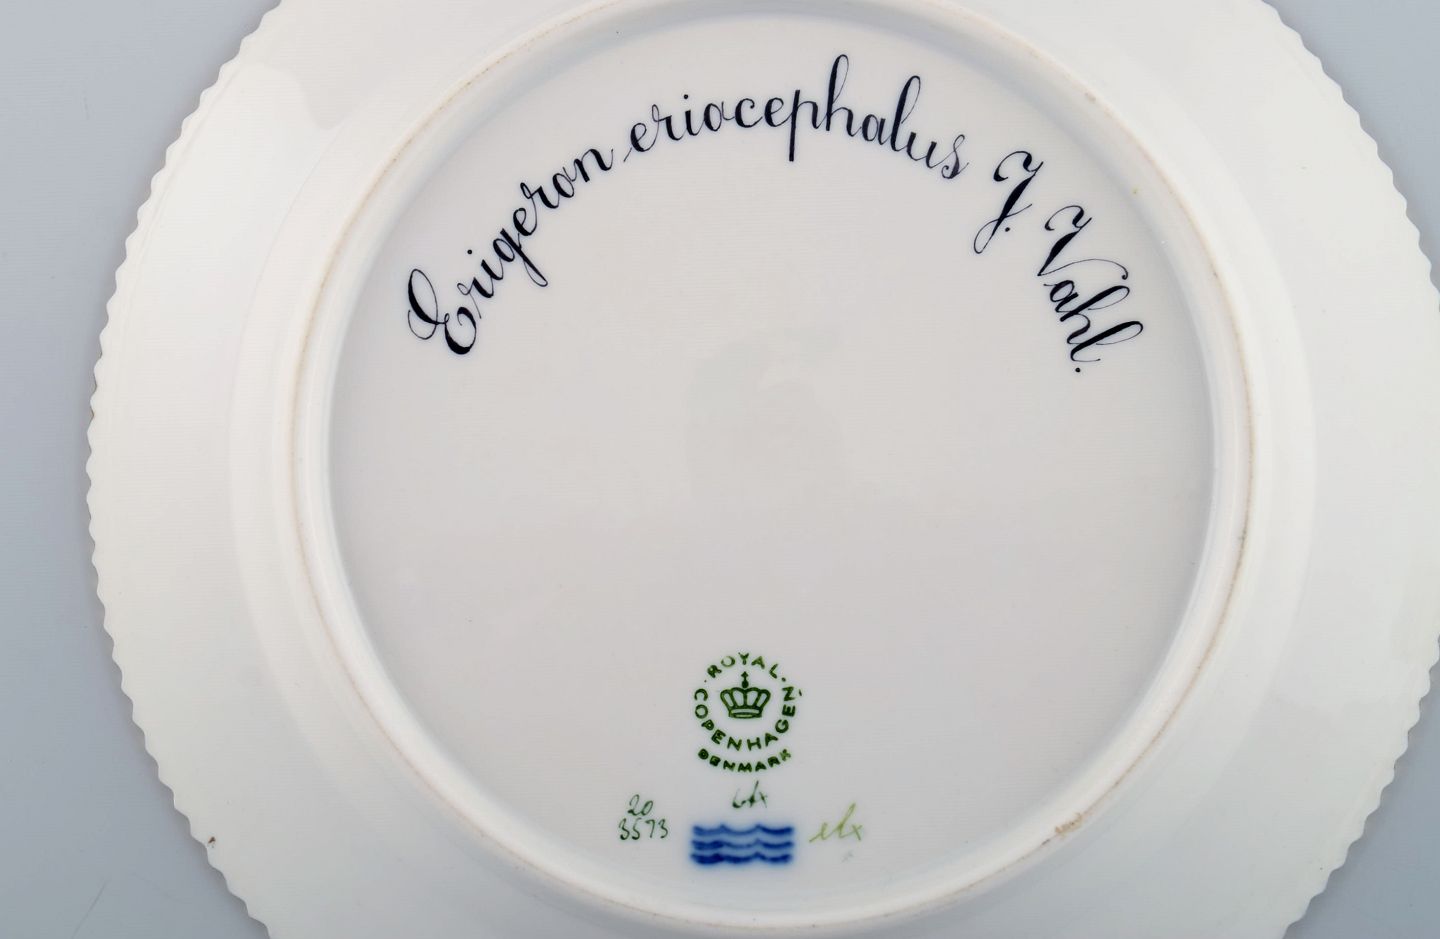 Erigeron eriocephalus J. Vahl.
ROYAL
COPENHAGEN
DENMARK
20
3573